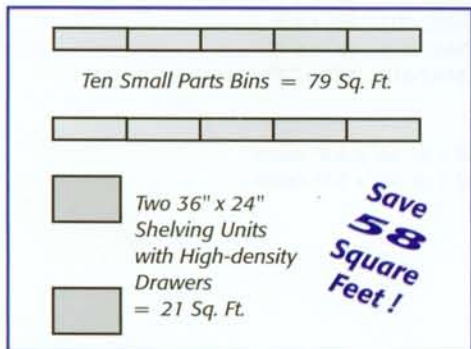 Ten Small Parts Bins = 79 Sq. Ft.
Two 36" x 24"
Shelving Units
with High-density
Drawers
= 21 Sq. Ft.
Save
58
Square
Feet !